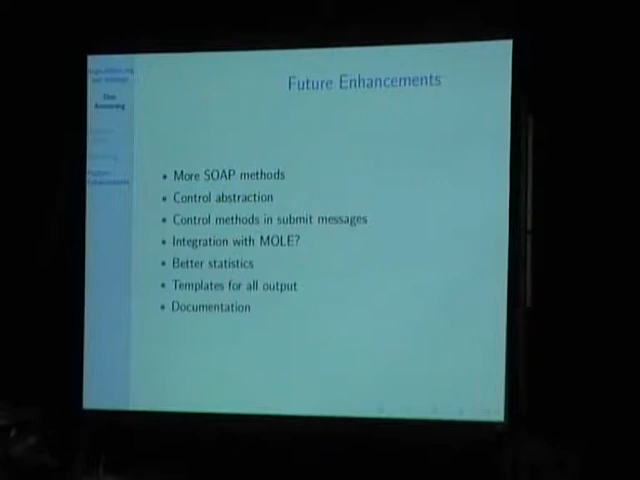 Future Enhancements
More SOAP methods
Control abstraction
Control methods in submit messages
Integration with MOLE?
Better statistics
Templates for all output
Documentation